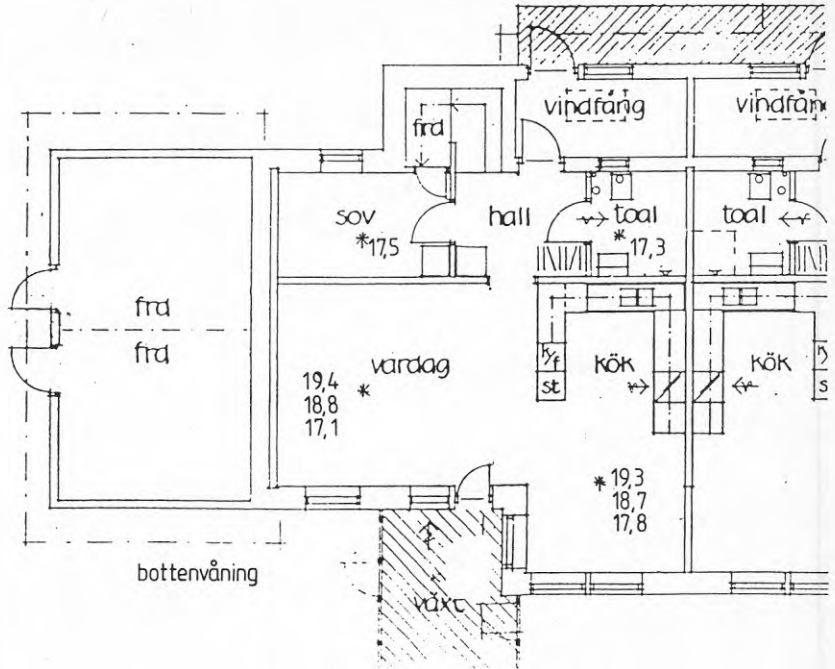 vindfång
vindfån
frd
sov
*17,5
hall
toal
* 17,3
toal
frd
frd
vardag
19,4
18,8 *
17,1
k/f
st
kök
kök
k/
s
* 19,3
18,7
17,8
bottenvåning
växt